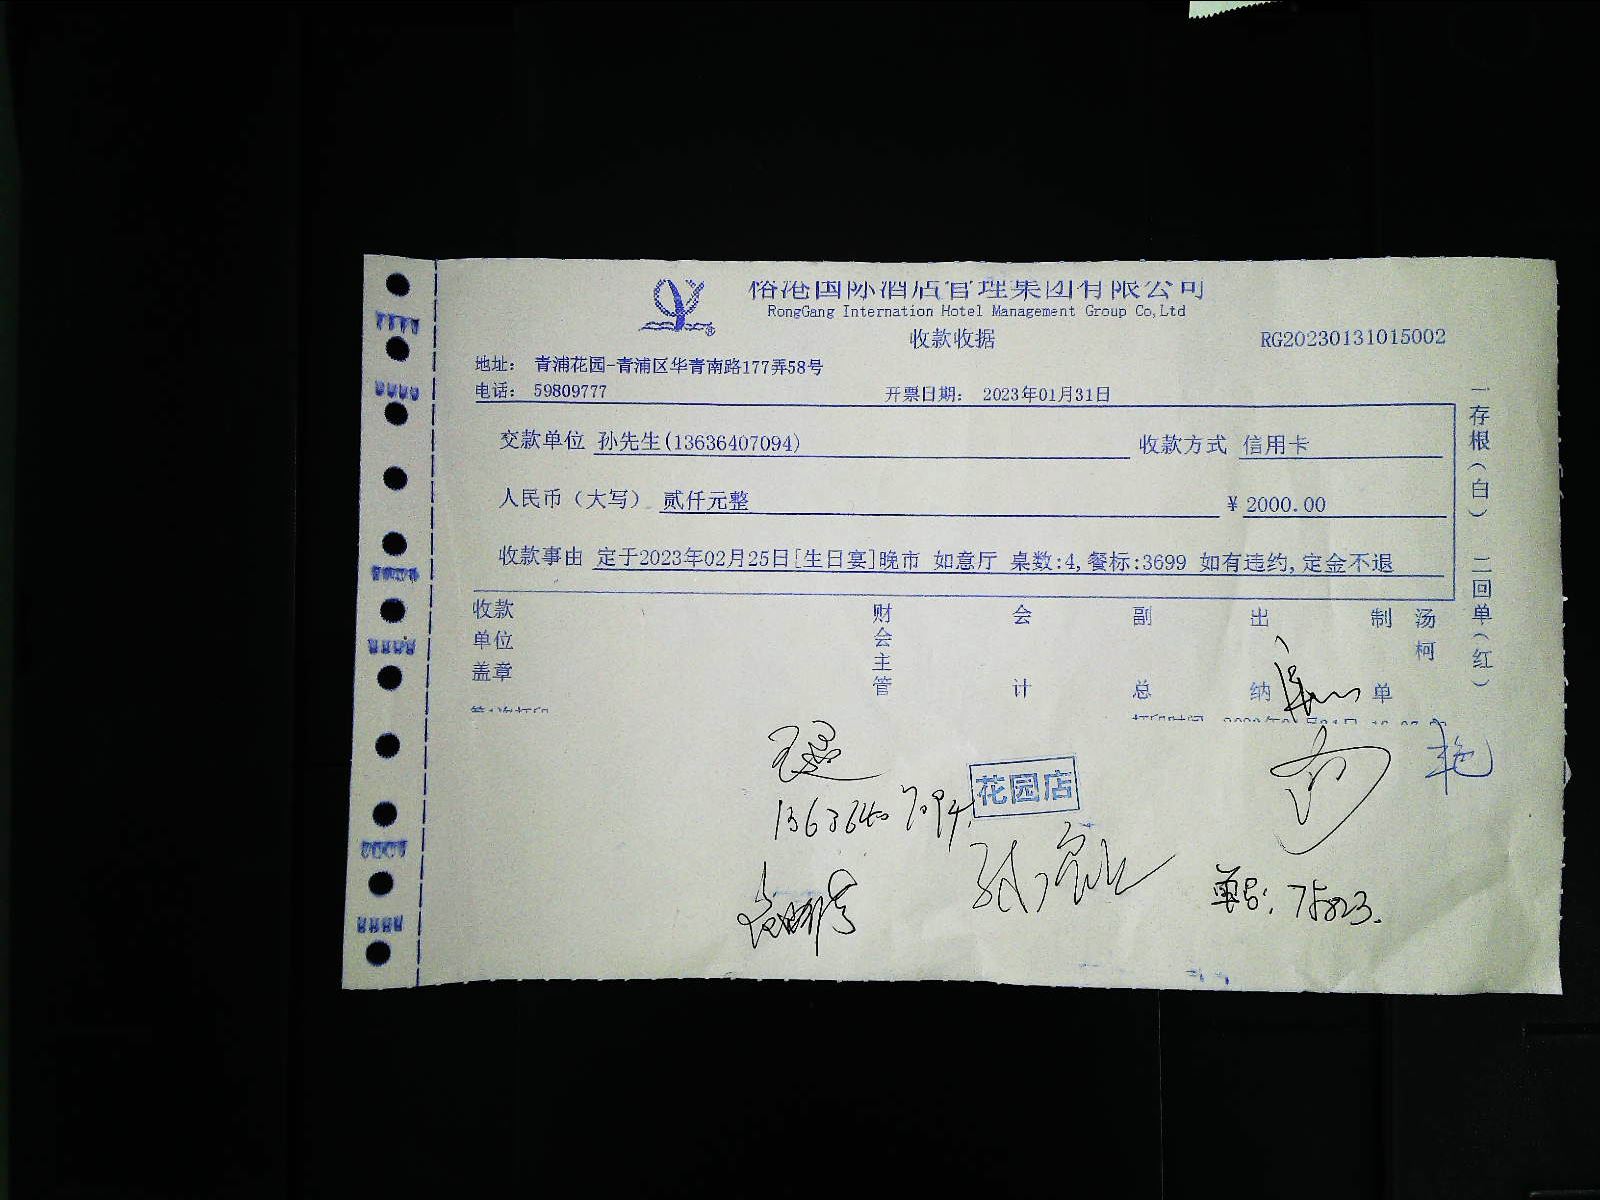 俗港国际酒店管理集团有限公司
RongGang Internation Hotel Management Group Co,Ltd
收款收据
RG20230131015002
地址： 青浦花园-青浦区华青南路177弄58号
电话： 59809777
开票日期： 2023年01月31日
交款单位 孙先生(13636407094)
收款方式 信用卡
人民币（大写） 贰仟元整
¥ 2000.00
收款事由 定于2023年02月25日[生日宴]晚市 如意厅 桌数:4,餐标:3699 如有违约,定金不退
一存根（白） 二回单（红）
收款单位盖章
财会主管
会计
副总
出纳
制单
汤柯
花园店
13636407094.
单号：75823.